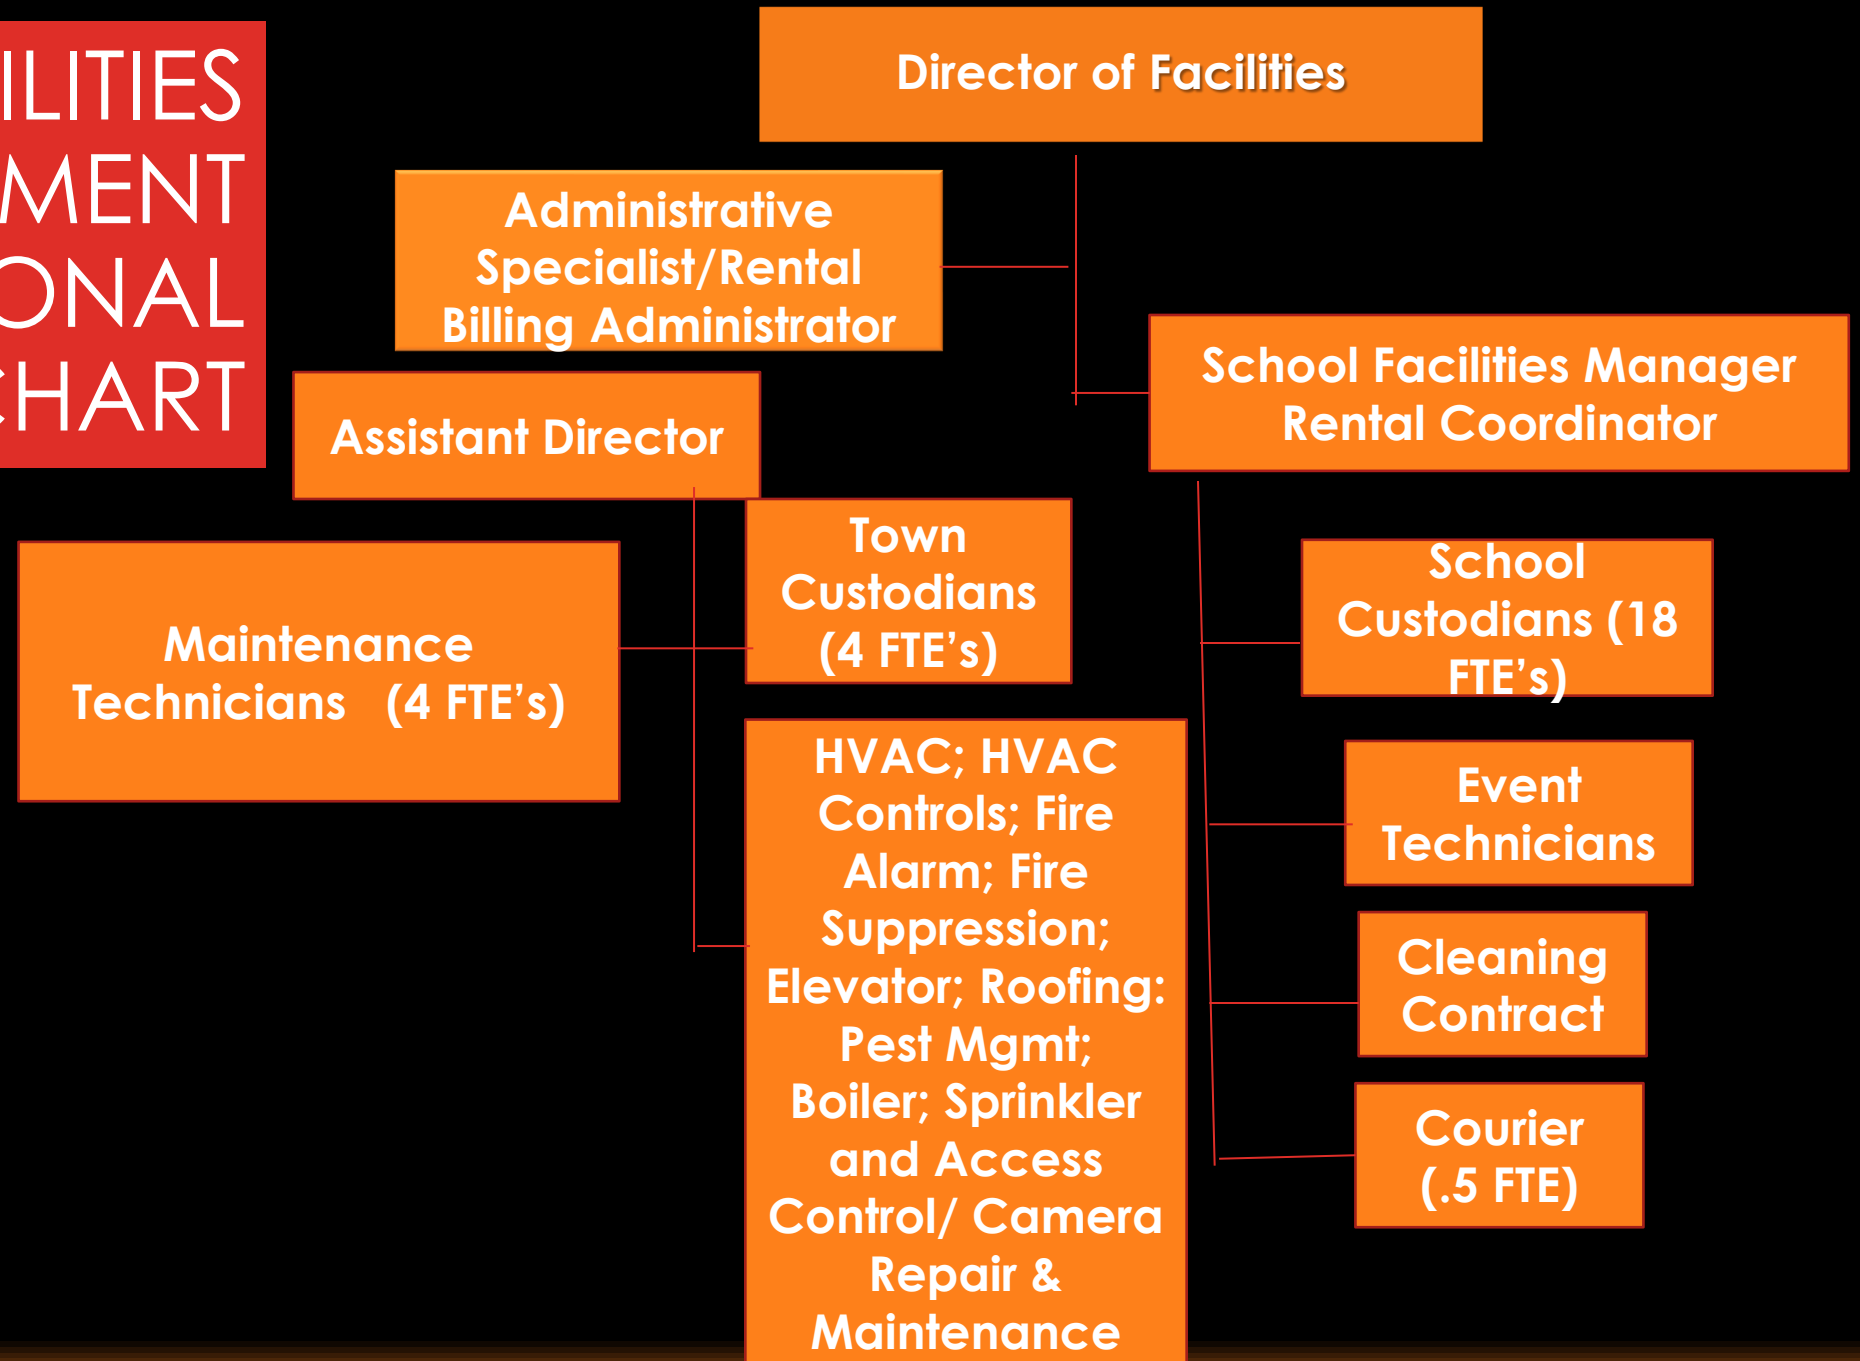 ILITIES
MENT
ONAL
CHART
Director of Facilities
Administrative
Specialist/Rental
Billing Administrator
School Facilities Manager
Rental Coordinator
Assistant Director
Town
Custodians
(4 FTE’s)
Maintenance
Technicians (4 FTE’s)
School
Custodians (18
FTE’s)
HVAC; HVAC
Controls; Fire
Alarm; Fire
Suppression;
Elevator; Roofing:
Pest Mgmt;
Boiler; Sprinkler
and Access
Control/ Camera
Repair &
Maintenance
Event
Technicians
Cleaning
Contract
Courier
(.5 FTE)